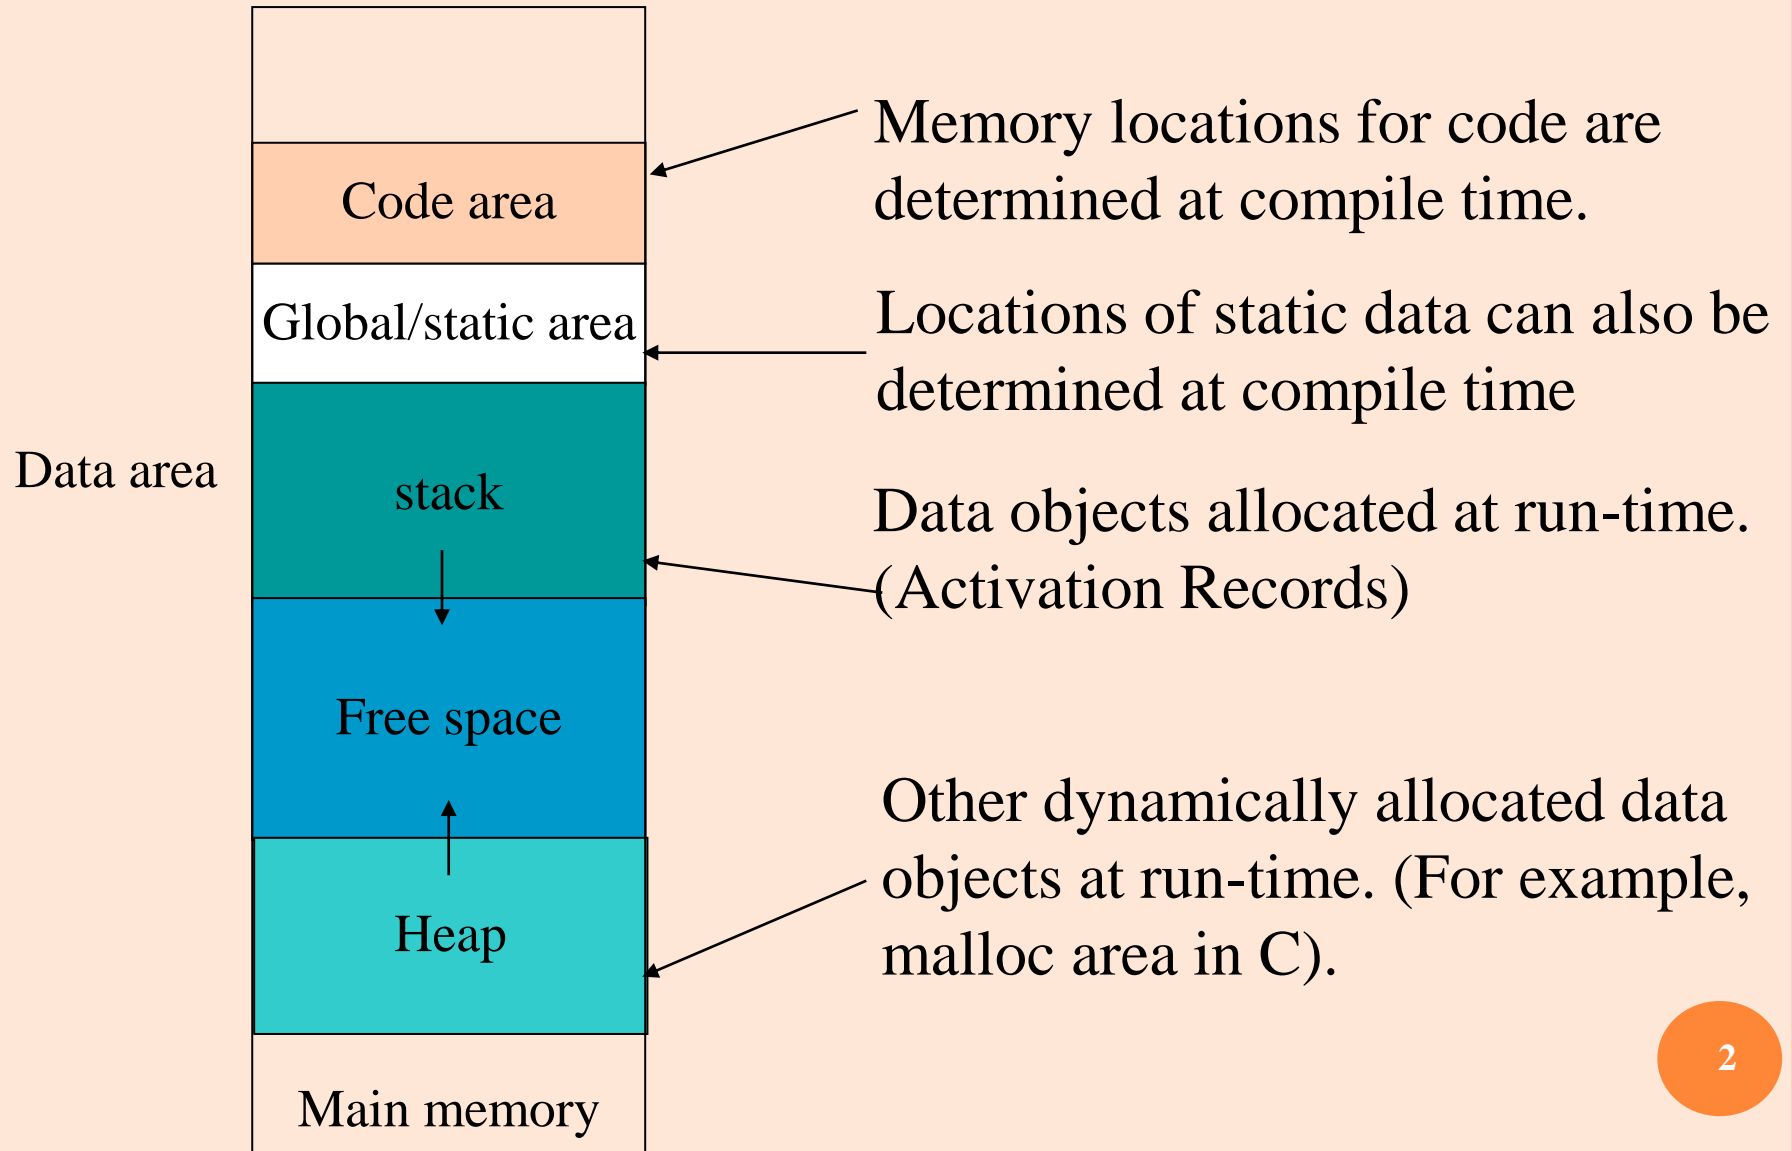 Memory locations for code are
determined at compile time.
Code area
Global/static area
Locations of static data can also be
determined at compile time
Data area
stack
Data objects allocated at run-time.
(Activation Records)
Free space
Other dynamically allocated data
objects at run-time. (For example,
malloc area in C).
Heap
2
Main memory